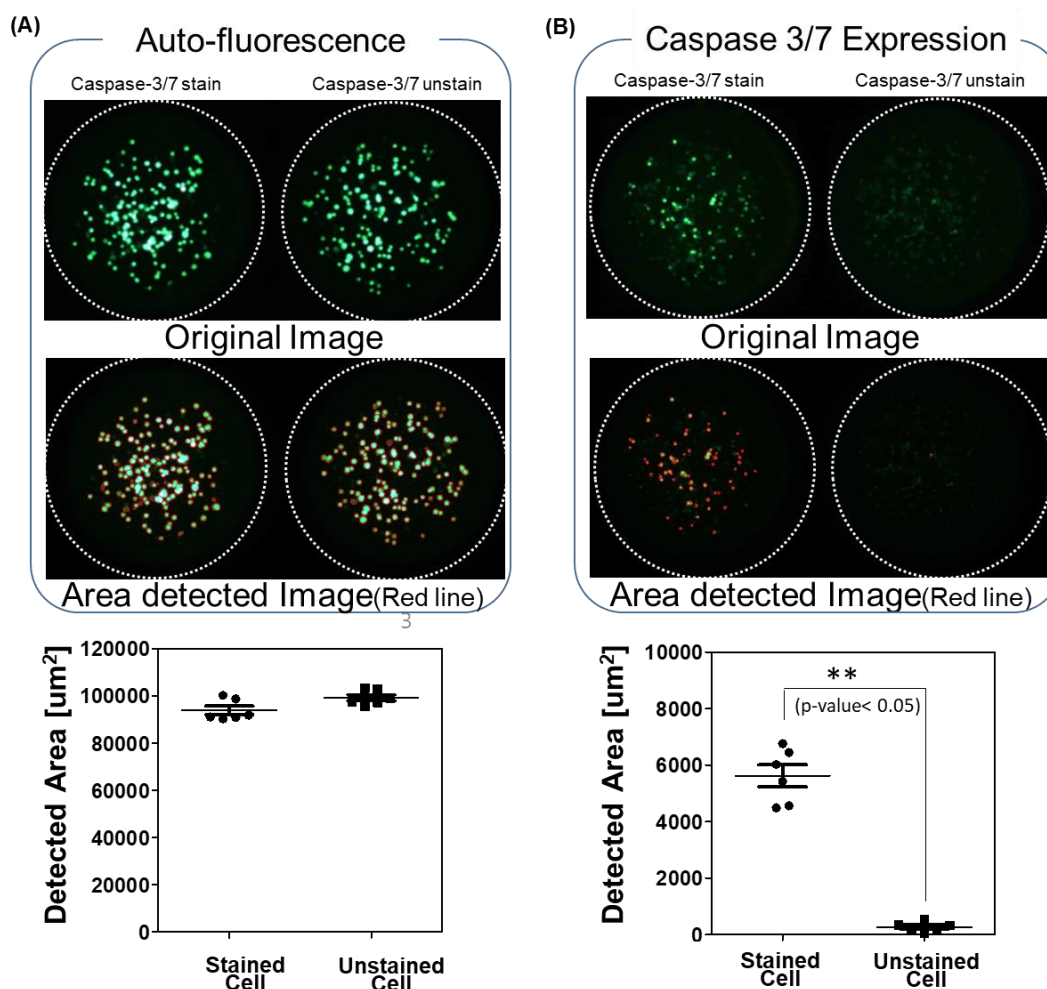 (A)
Auto-fluorescence
Caspase-3/7 stain
Caspase-3/7 unstain
Original Image
Area detected Image(Red line)
3
120000
100000
80000
60000
40000
20000
0
Detected Area [um²]
Stained
Cell
Unstained
Cell
(B)
Caspase 3/7 Expression
Caspase-3/7 stain
Caspase-3/7 unstain
Original Image
Area detected Image(Red line)
10000
8000
6000
4000
2000
0
Detected Area [um²]
**
(p-value< 0.05)
Stained
Cell
Unstained
Cell